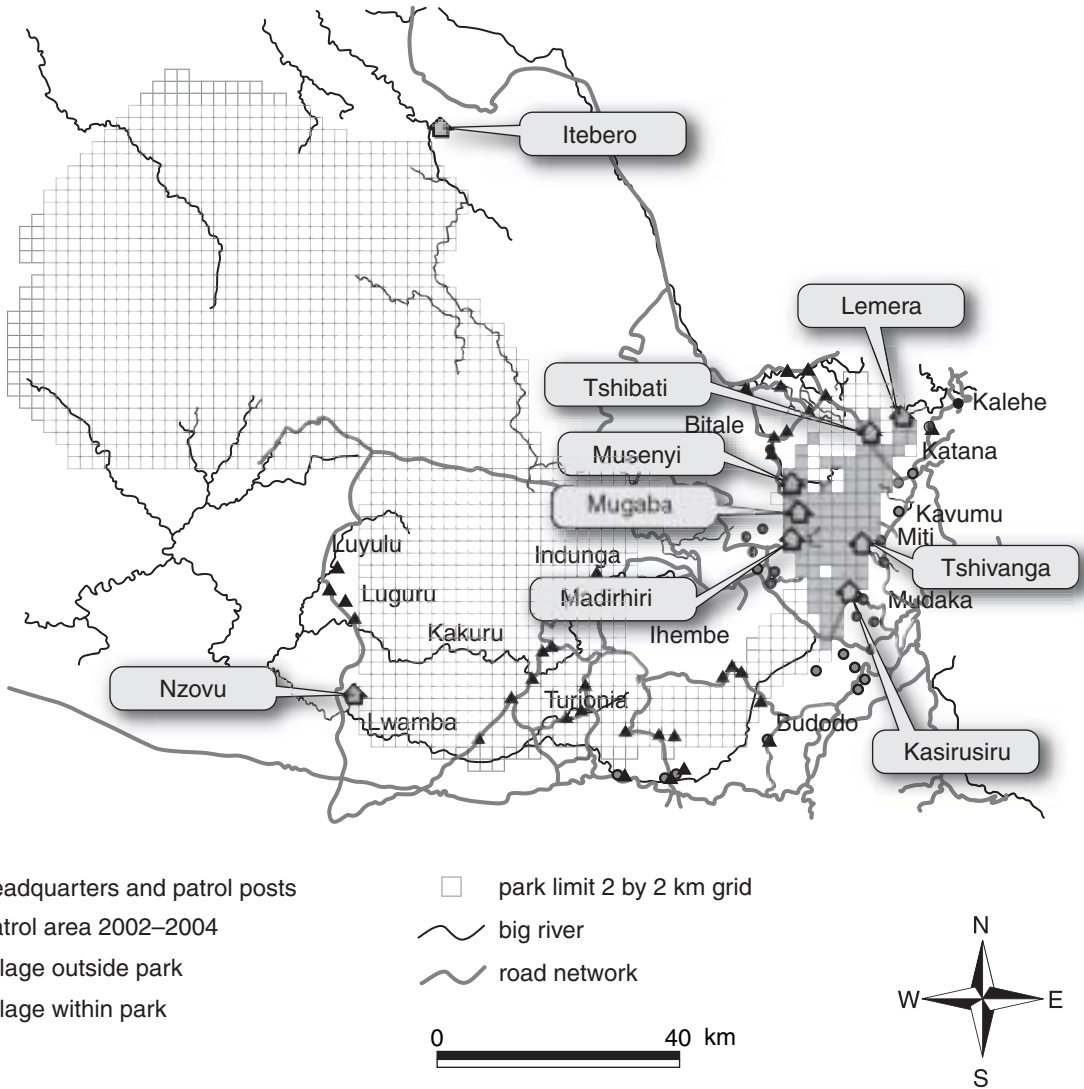 Itebero
Lemera
Tshibati
Kalehe
Bitale
Musenyi
Katana
Mugaba
Kavumu
Miti
Luyulu
Indunga
Tshivanga
Luguru
Madirhiri
Mudaka
Kakuru
Ihembe
Nzovu
Turionia
Lwamba
Budodo
Kasirusiru
eadquarters and patrol posts
atrol area 2002–2004
llage outside park
llage within park
park limit 2 by 2 km grid
big river
road network
0 40 km
N
W E
S